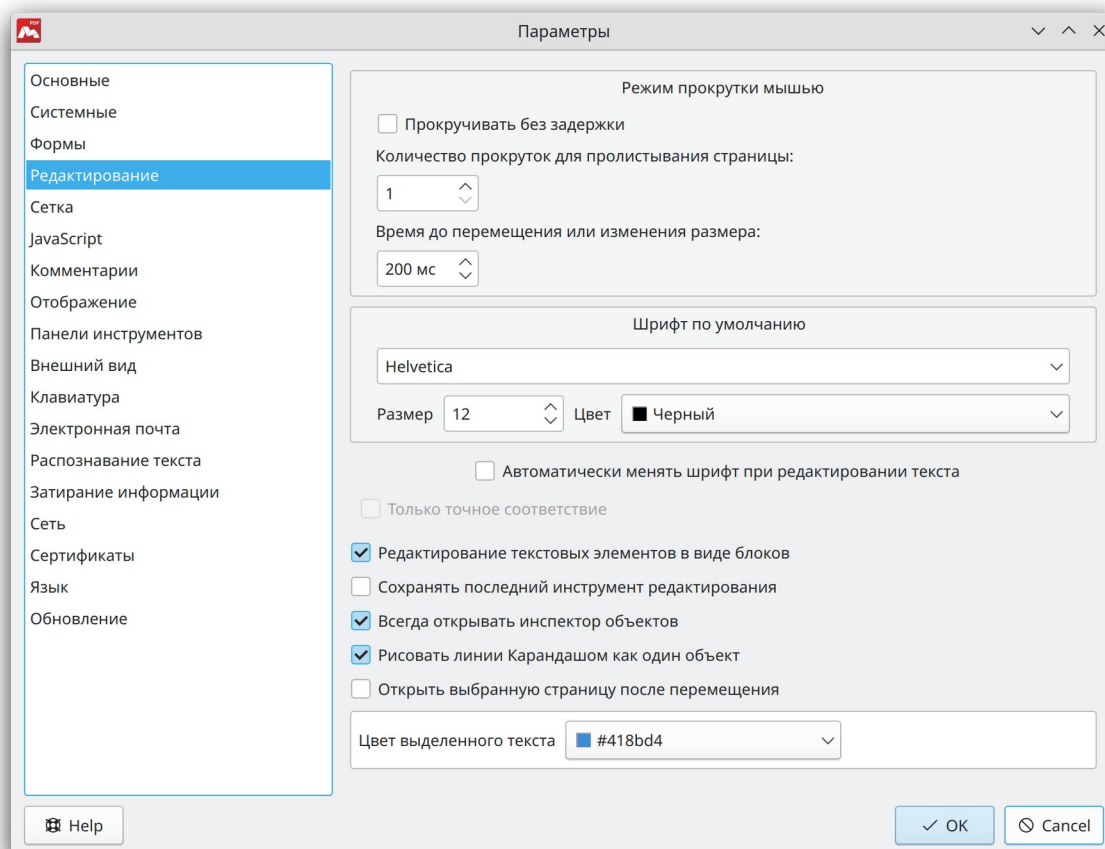 PDF
Параметры
Основные
Системные
Формы
Редактирование
Сетка
JavaScript
Комментарии
Отображение
Панели инструментов
Внешний вид
Клавиатура
Электронная почта
Распознавание текста
Затирание информации
Сеть
Сертификаты
Язык
Обновление
Режим прокрутки мышью
Прокручивать без задержки
Количество прокруток для пролистывания страницы:
1
Время до перемещения или изменения размера:
200 мс
Шрифт по умолчанию
Helvetica
Размер 12 Цвет Черный
Автоматически менять шрифт при редактировании текста
Только точное соответствие
Редактирование текстовых элементов в виде блоков
Сохранять последний инструмент редактирования
Всегда открывать инспектор объектов
Рисовать линии Карандашом как один объект
Открыть выбранную страницу после перемещения
Цвет выделенного текста #418bd4
Help OK Cancel